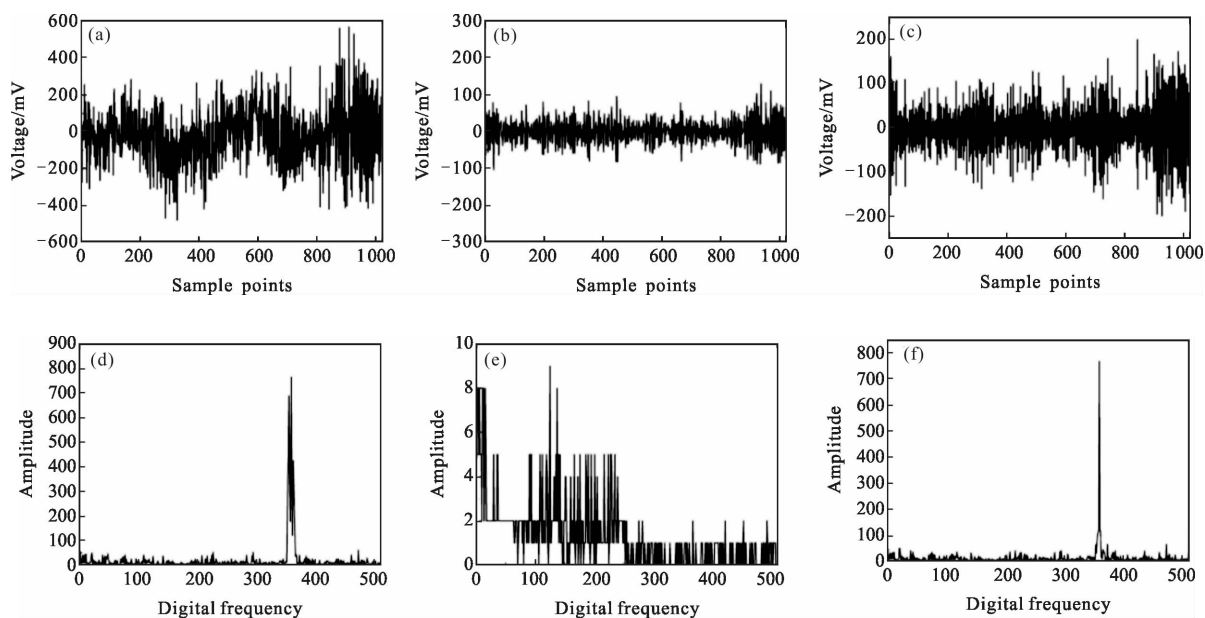 (a)
600
400
200
0
−200
−400
−600
Voltage/mV
0 200 400 600 800 1000
Sample points
(b)
300
200
100
0
−100
−200
−300
Voltage/mV
0 200 400 600 800 1000
Sample points
(c)
200
100
0
−100
−200
Voltage/mV
0 200 400 600 800 1000
Sample points
(d)
900
800
700
600
500
400
300
200
100
0
Amplitude
0 100 200 300 400 500
Digital frequency
(e)
10
8
6
4
2
0
Amplitude
0 100 200 300 400 500
Digital frequency
(f)
800
700
600
500
400
300
200
100
0
Amplitude
0 100 200 300 400 500
Digital frequency